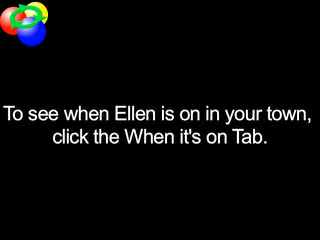 To see when Ellen is on in your town,
click the When it's on Tab.